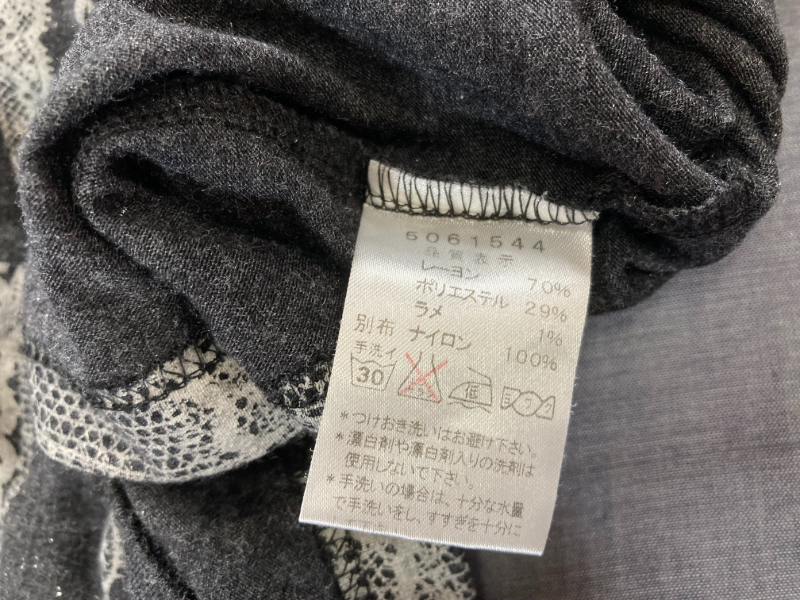 5061544
品質表示
レーヨン 70%
ポリエステル 29%
ラメ 1%
別布 ナイロン 100%
手洗イ
30 低
*つけおき洗いはお避け下さい。
*漂白剤や漂白剤入りの洗剤は
使用しないで下さい。
*手洗いの場合は、十分な水量
で手洗いをし、すすぎを十分に